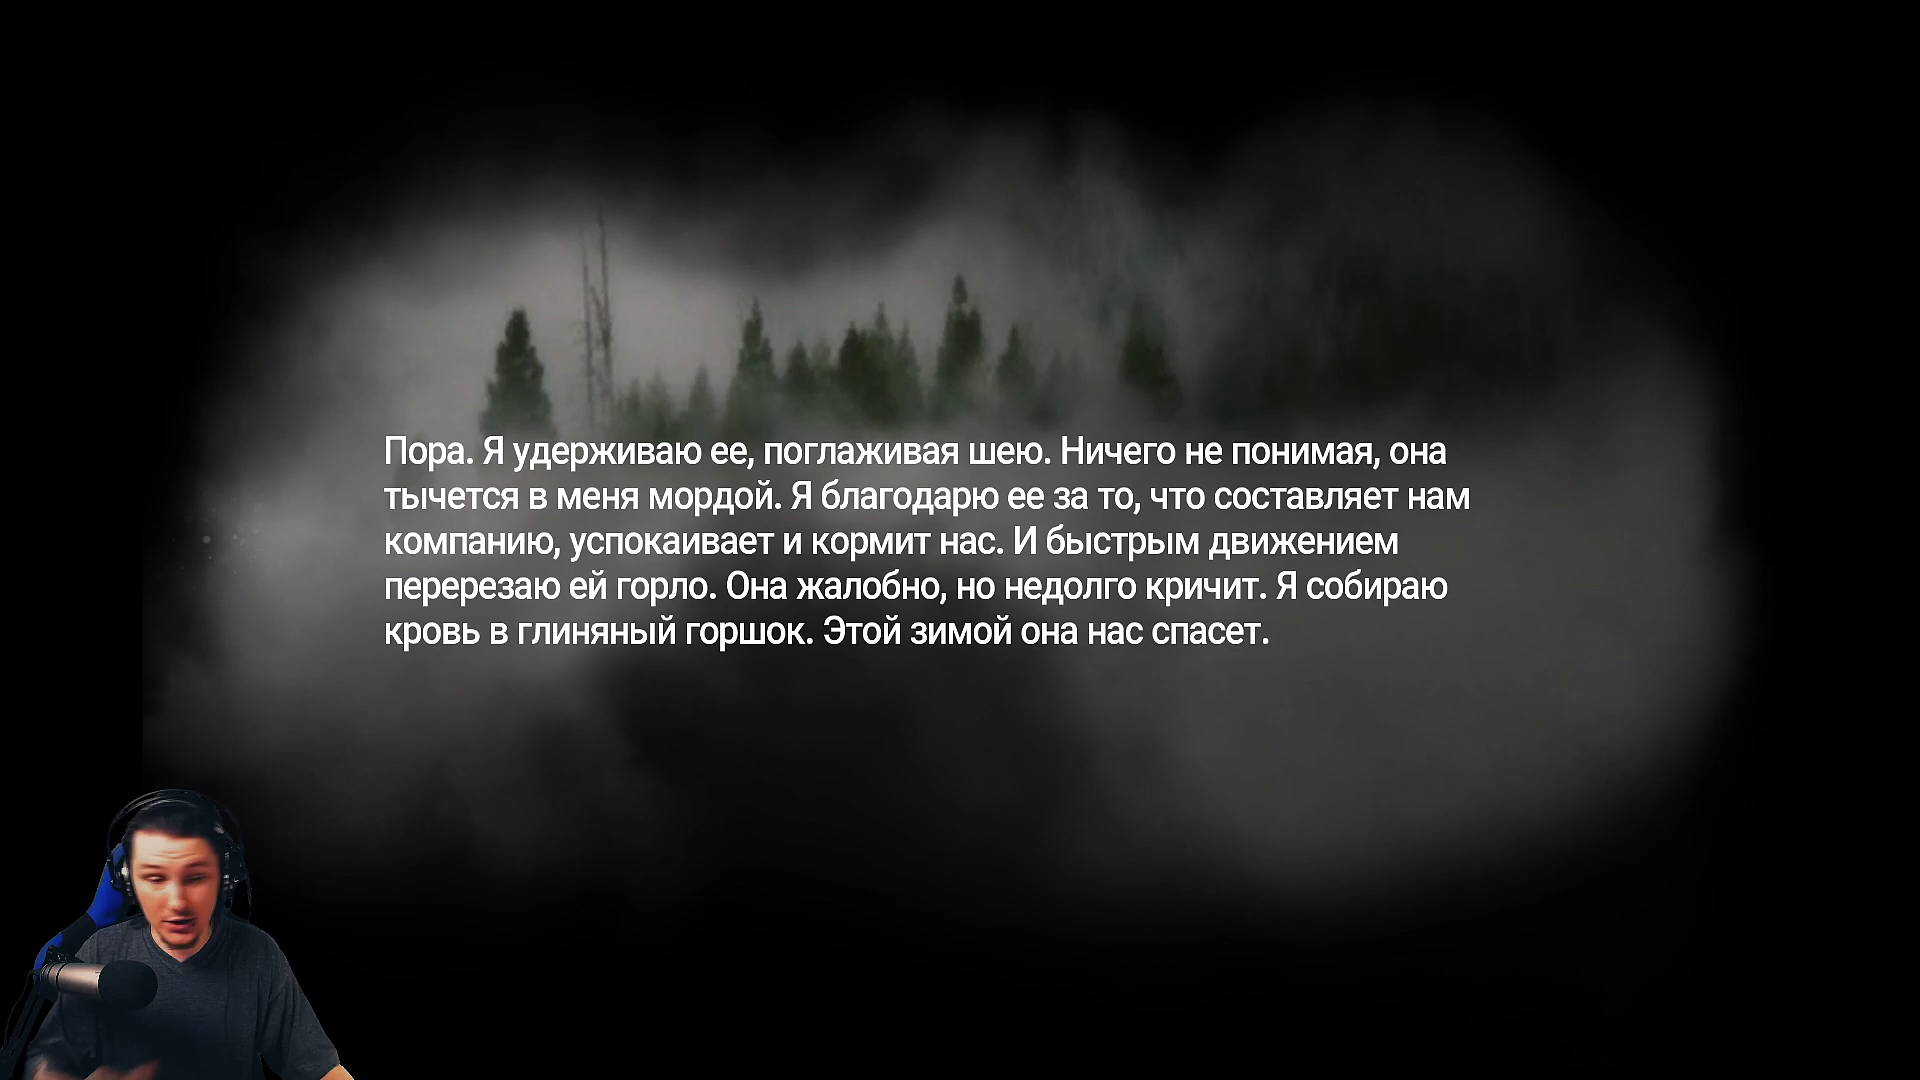 Пора. Я удерживаю ее, поглаживая шею. Ничего не понимая, она
тычется в меня мордой. Я благодарю ее за то, что составляет нам
компанию, успокаивает и кормит нас. И быстрым движением
перерезаю ей горло. Она жалобно, но недолго кричит. Я собираю
кровь в глиняный горшок. Этой зимой она нас спасет.